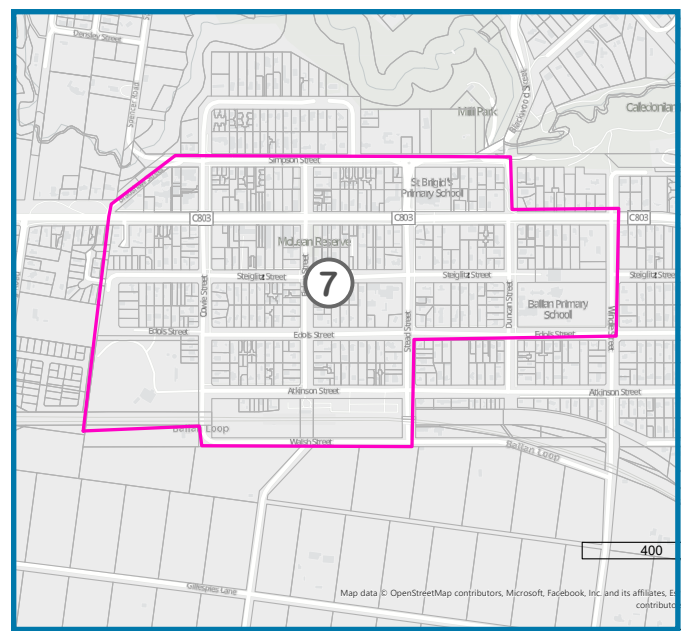 Densley Street
Spencer Road
Mill Park
Caledonian
Simpson Street
St. Brigid's
Primary School
C803
C803
C803
McLean Reserve
Steiglitz Street
Street
7
Steiglitz Street
Steiglitz Stree
Cowie Street
Duncan Street
Ballan Primary
School
Edols Street
Edols Street
Stead Street
Edols Street
Atkinson Street
Atkinson Street
Ballan Loop
Walsh Street
Ballan Loop
400
Gillespies Lane
Map data © OpenStreetMap contributors, Microsoft, Facebook, Inc. and its affiliates, E
contributo